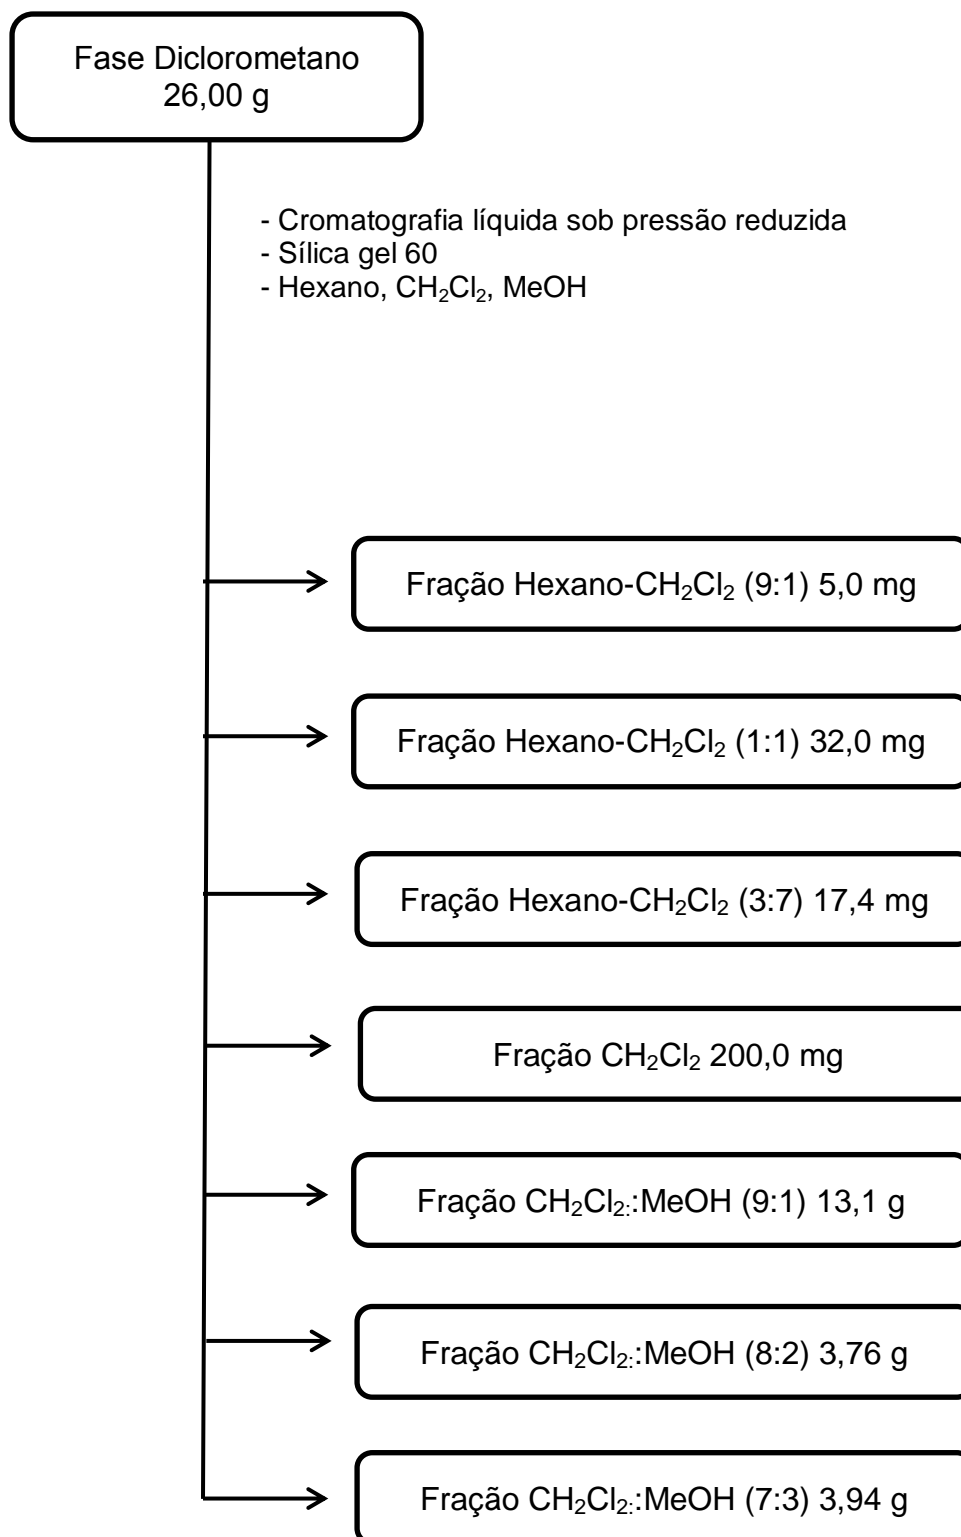 Fase Diclorometano
26,00 g
- Cromatografia líquida sob pressão reduzida
- Sílica gel 60
- Hexano, CH₂Cl₂, MeOH
Fração Hexano-CH₂Cl₂ (9:1) 5,0 mg
Fração Hexano-CH₂Cl₂ (1:1) 32,0 mg
Fração Hexano-CH₂Cl₂ (3:7) 17,4 mg
Fração CH₂Cl₂ 200,0 mg
Fração CH₂Cl₂::MeOH (9:1) 13,1 g
Fração CH₂Cl₂::MeOH (8:2) 3,76 g
Fração CH₂Cl₂::MeOH (7:3) 3,94 g